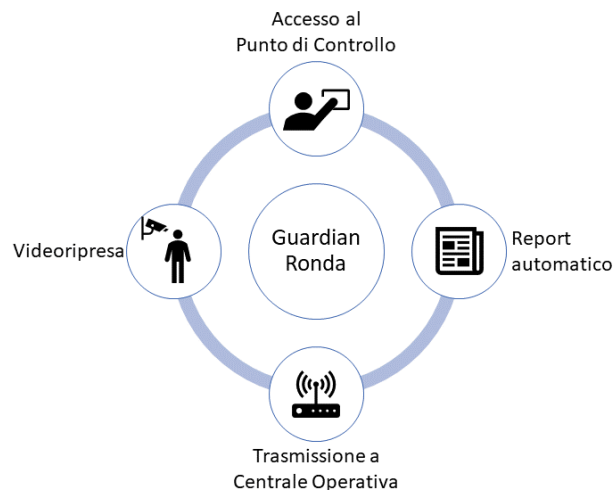 Accesso al
Punto di Controllo
Videoripresa
Guardian
Ronda
Report
automatico
Trasmissione a
Centrale Operativa